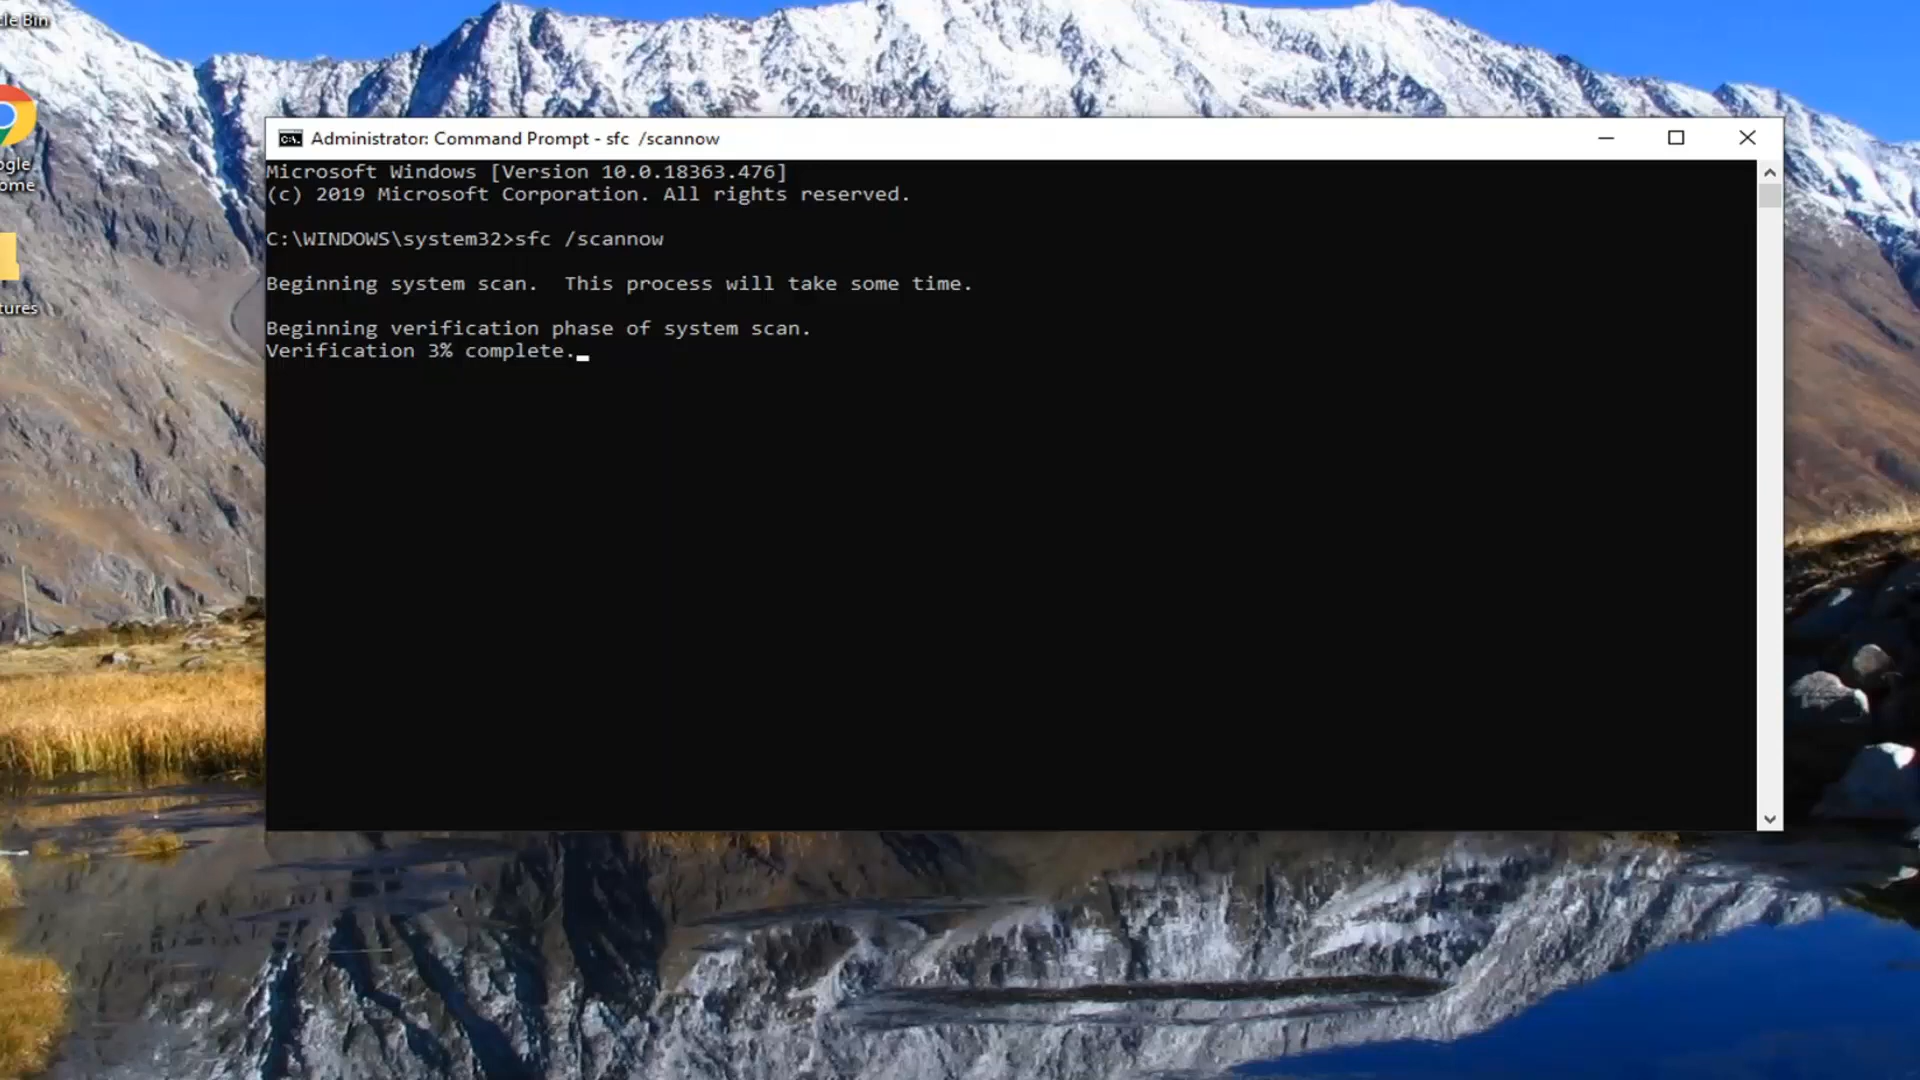 cle Bin
ogle
ome
tures
Administrator: Command Prompt - sfc  /scannow
Microsoft Windows [Version 10.0.18363.476]
(c) 2019 Microsoft Corporation. All rights reserved.
C:\WINDOWS\system32>sfc /scannow
Beginning system scan.  This process will take some time.
Beginning verification phase of system scan.
Verification 3% complete.